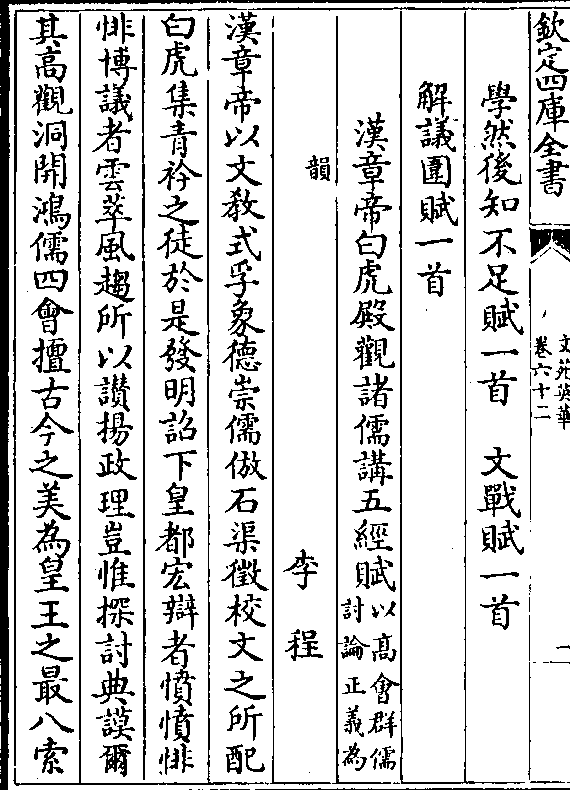 欽定四庫全書
文苑英華
卷六十二
二
學然後知不足賦一首　文戰賦一首
解議圍賦一首
漢章帝白虎殿觀諸儒講五經賦以高會群儒
討論正義為
韻
李程
漢章帝以文敎式孚象德崇儒倣石渠徵校文之所配
白虎集青衿之徒於是發明詔下皇都宏辯者憤憤悱
悱博議者雲萃風趨所以讃揚政理豈惟探討典謨爾
其高觀洞開鴻儒四會擅古今之美為皇王之最八索